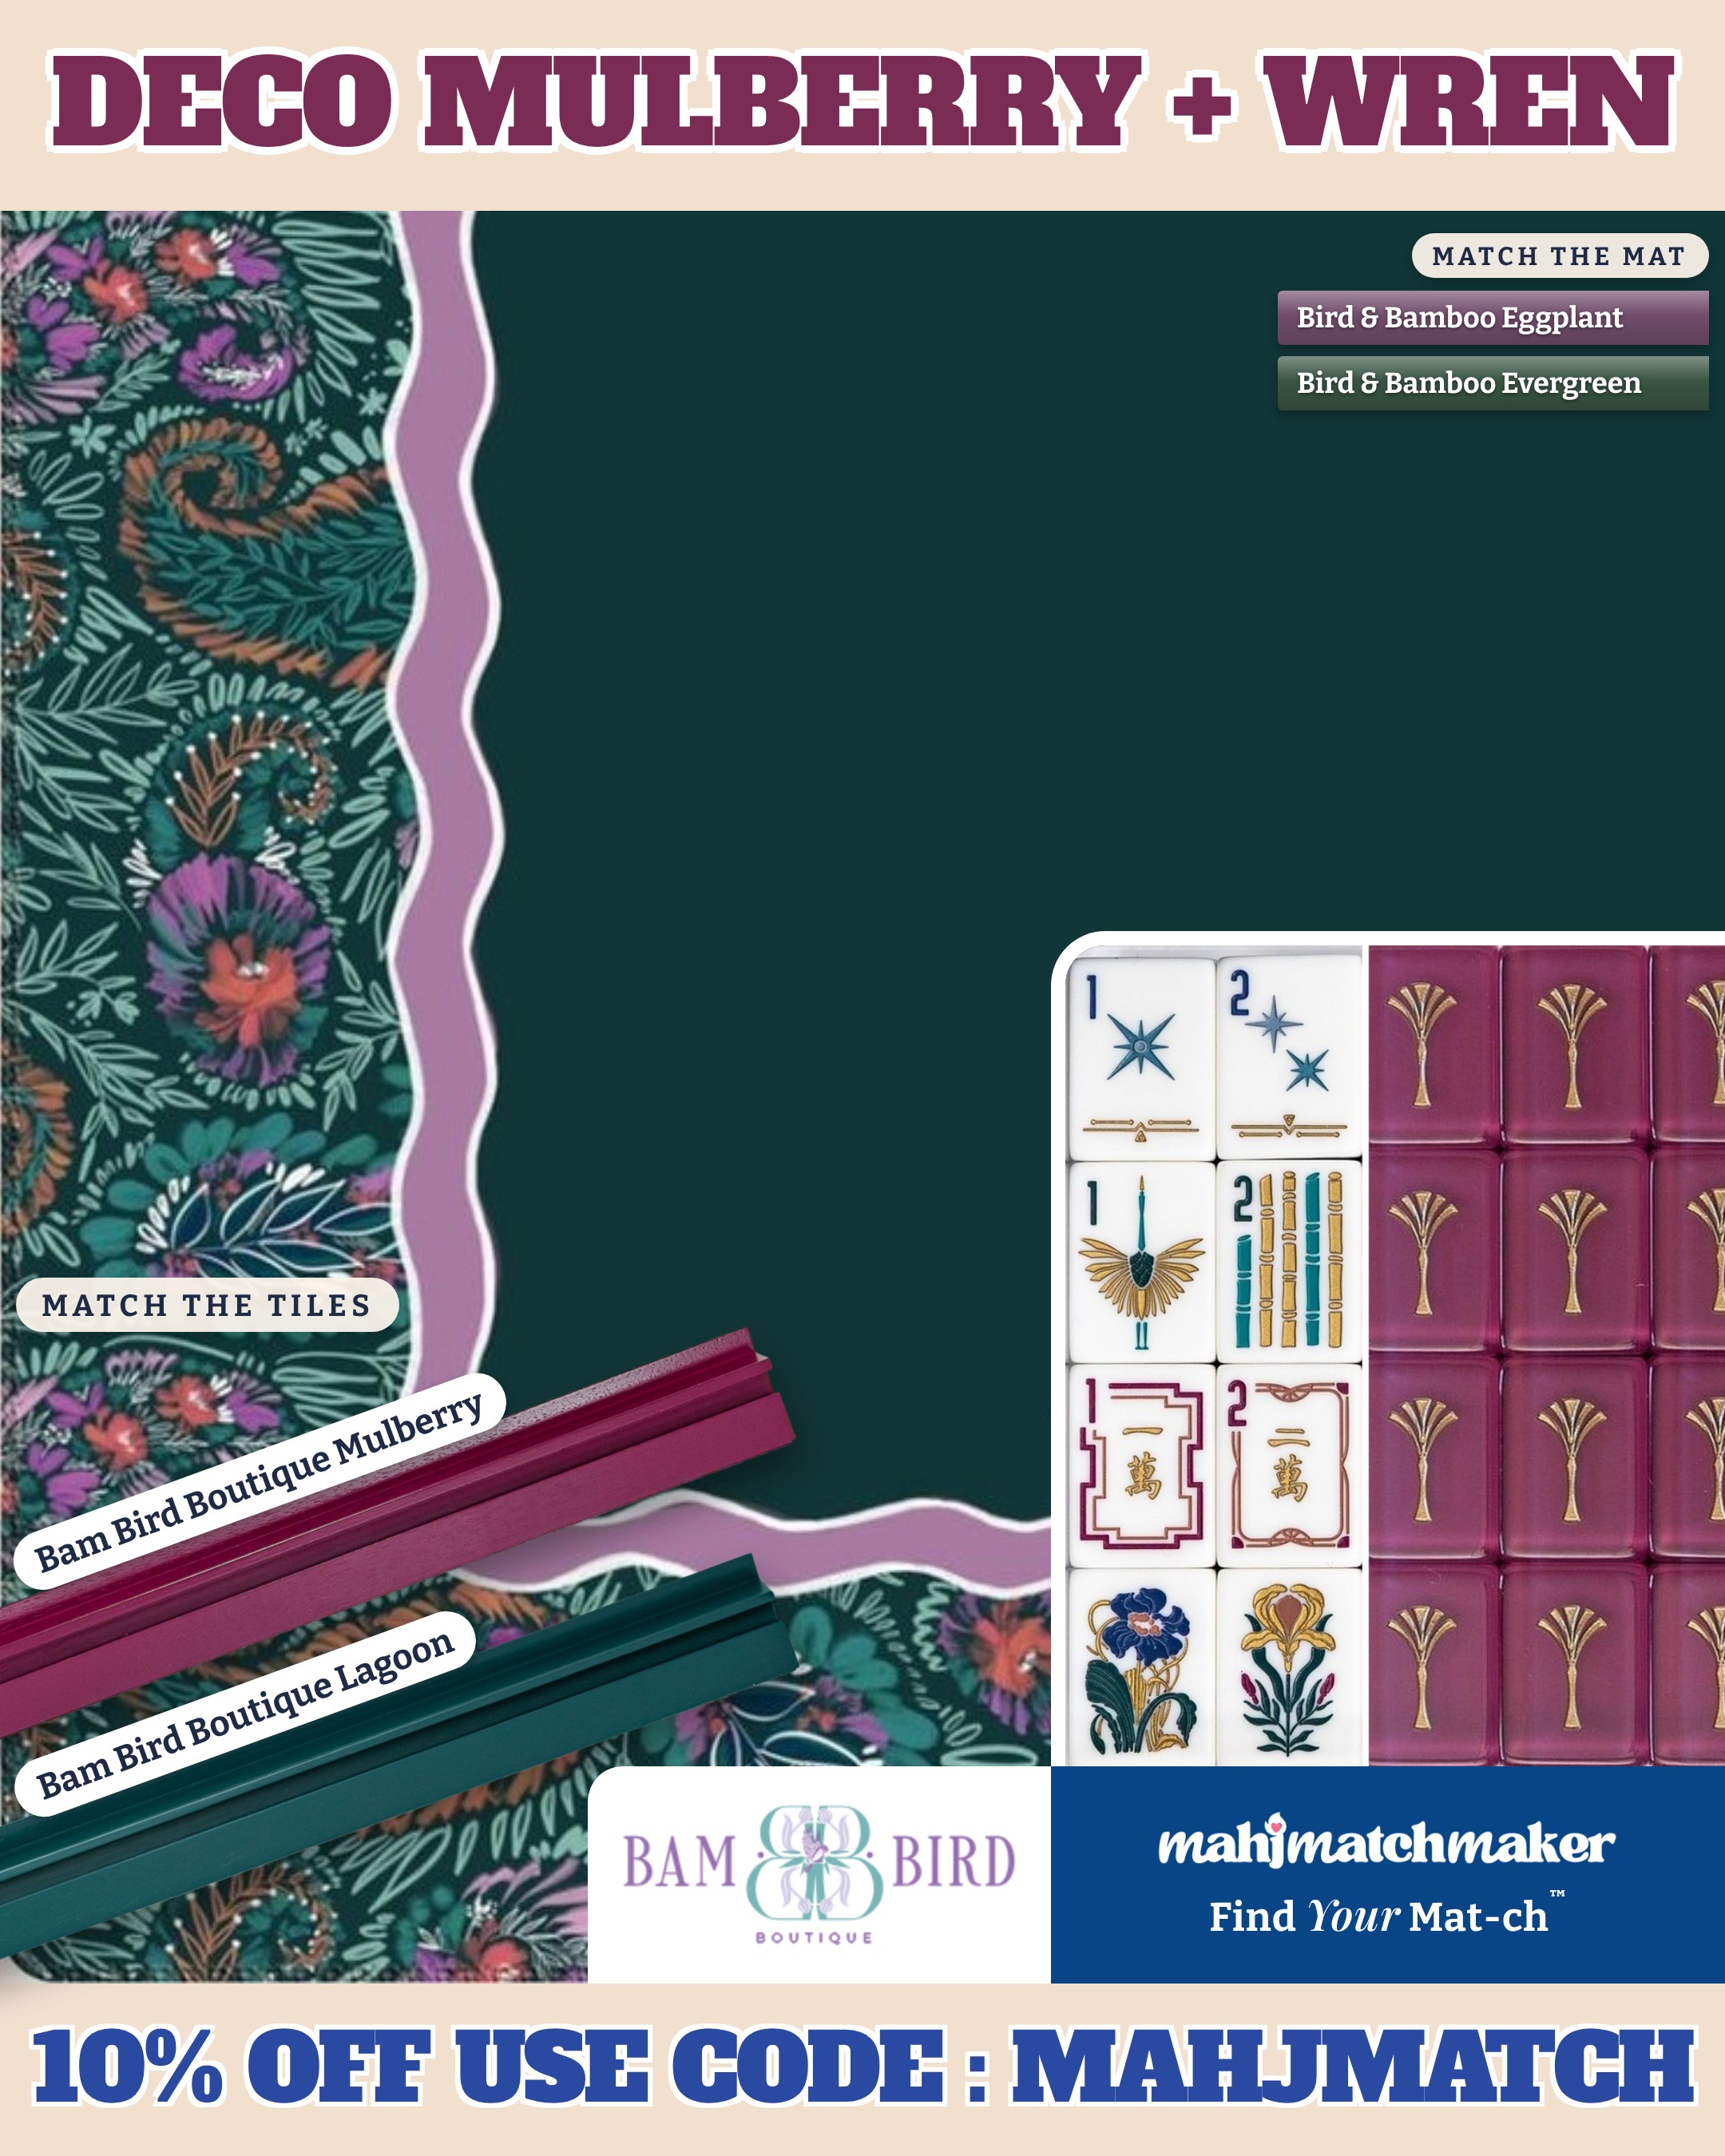 DECO MULBERRY + WREN
MATCH THE MAT
Bird & Bamboo Eggplant
Bird & Bamboo Evergreen
1 2
1 2
1 2
一 二
萬 萬
MATCH THE TILES
Bam Bird Boutique Mulberry
Bam Bird Boutique Lagoon
BAM BIRD
BOUTIQUE
mahjmatchmaker
Find Your Mat-ch™
10% OFF USE CODE : MAHJMATCH